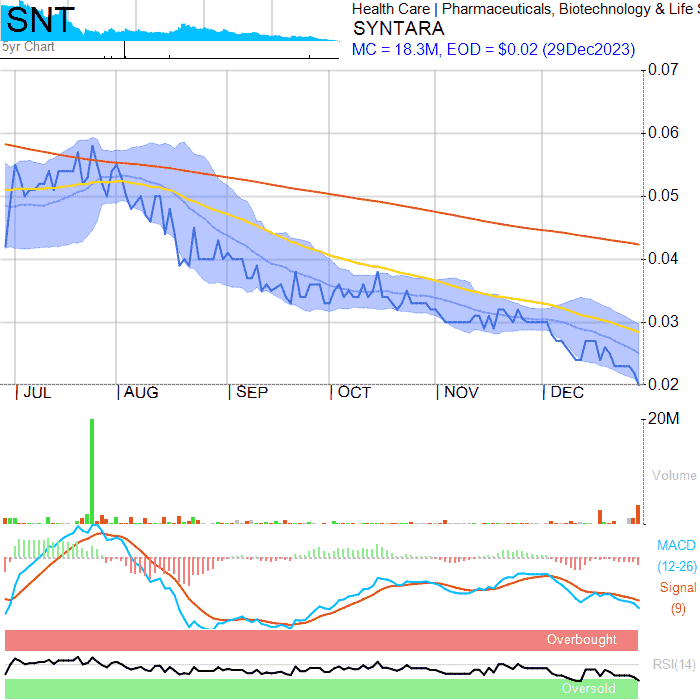 SNT
5yr Chart
Health Care | Pharmaceuticals, Biotechnology & Life
SYNTARA
MC = 18.3M, EOD = $0.02 (29Dec2023)
0.07
0.06
0.05
0.04
0.03
0.02
JUL AUG SEP OCT NOV DEC
20M
Volume
MACD
(12-26)
Signal
(9)
Overbought
RSI(14)
Oversold